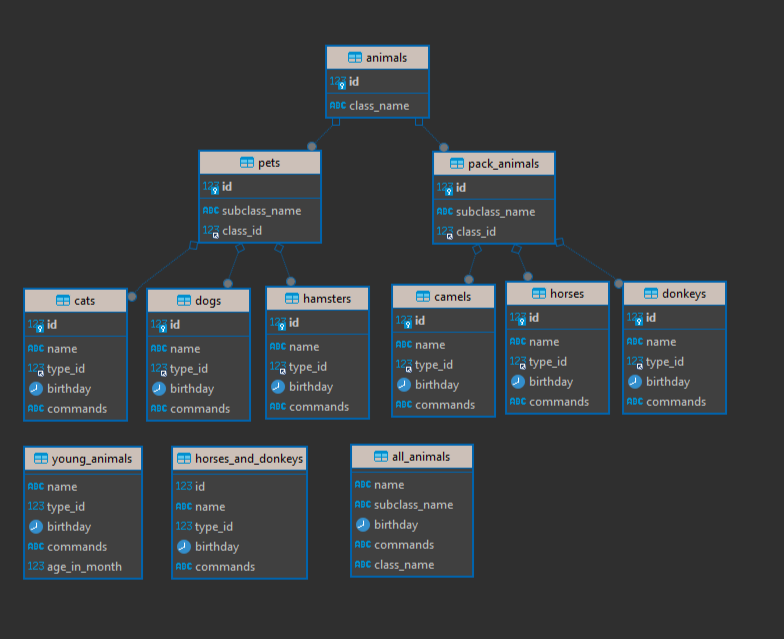 animals
123 id
ABC class_name
pets
123 id
ABC subclass_name
123 class_id
pack_animals
123 id
ABC subclass_name
123 class_id
cats
123 id
ABC name
123 type_id
birthday
ABC commands
dogs
123 id
ABC name
123 type_id
birthday
ABC commands
hamsters
123 id
ABC name
123 type_id
birthday
ABC commands
camels
123 id
ABC name
123 type_id
birthday
ABC commands
horses
123 id
ABC name
123 type_id
birthday
ABC commands
donkeys
123 id
ABC name
123 type_id
birthday
ABC commands
young_animals
ABC name
123 type_id
birthday
ABC commands
123 age_in_month
horses_and_donkeys
123 id
ABC name
123 type_id
birthday
ABC commands
all_animals
ABC name
ABC subclass_name
birthday
ABC commands
ABC class_name